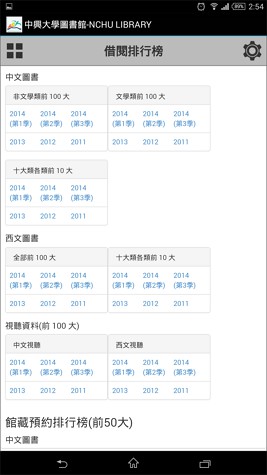 89% 2:54
中興大學圖書館-NCHU LIBRARY
借閱排行榜
中文圖書
非文學類前 100 大 文學類前 100 大
2014 2014 2014 2014 2014 2014
(第1季) (第2季) (第3季) (第1季) (第2季) (第3季)
2013 2012 2011 2013 2012 2011
十大類各類前 10 大
2014 2014 2014
(第1季) (第2季) (第3季)
2013 2012 2011
西文圖書
全部前 100 大 十大類各類前 10 大
2014 2014 2014 2014 2014 2014
(第1季) (第2季) (第3季) (第1季) (第2季) (第3季)
2013 2012 2011 2013 2012 2011
視聽資料(前 100 大)
中文視聽 西文視聽
2014 2014 2014 2014 2014 2014
(第1季) (第2季) (第3季) (第1季) (第2季) (第3季)
2013 2012 2011 2013 2012 2011
館藏預約排行榜(前50大)
中文圖書